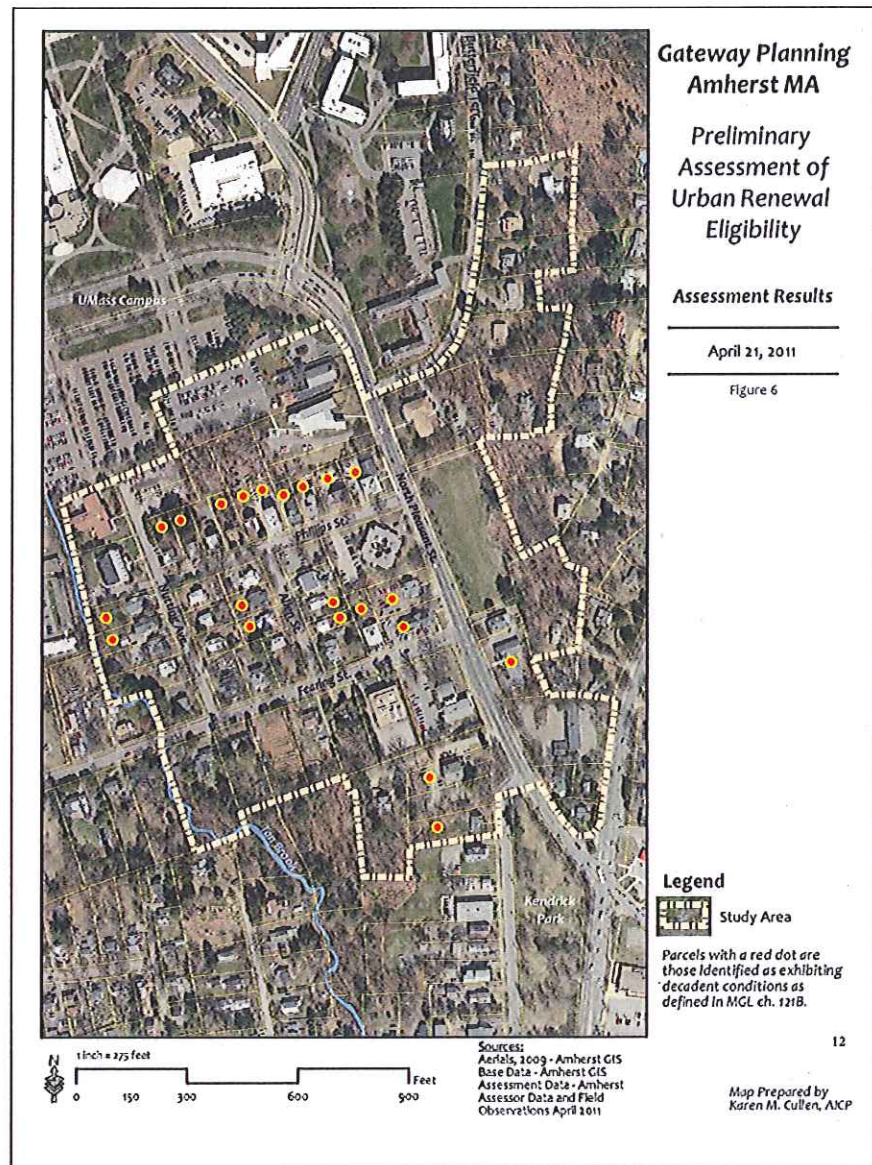 Gateway Planning
Amherst MA
Preliminary
Assessment of
Urban Renewal
Eligibility
Assessment Results
April 21, 2011
Figure 6
UMass Campus
North Pleasant St.
Phillips St.
Allen St.
Fearing St.
Tan Brook
Kendrick
Park
Legend
Study Area
Parcels with a red dot are
those identified as exhibiting
decadent conditions as
defined in MGL ch. 121B.
12
N
1 inch = 275 feet
Feet
0 150 300 600 900
Sources:
Aerials, 2009 - Amherst GIS
Base Data - Amherst GIS
Assessment Data - Amherst
Assessor Data and Field
Observations April 2011
Map Prepared by
Karen M. Cullen, AICP